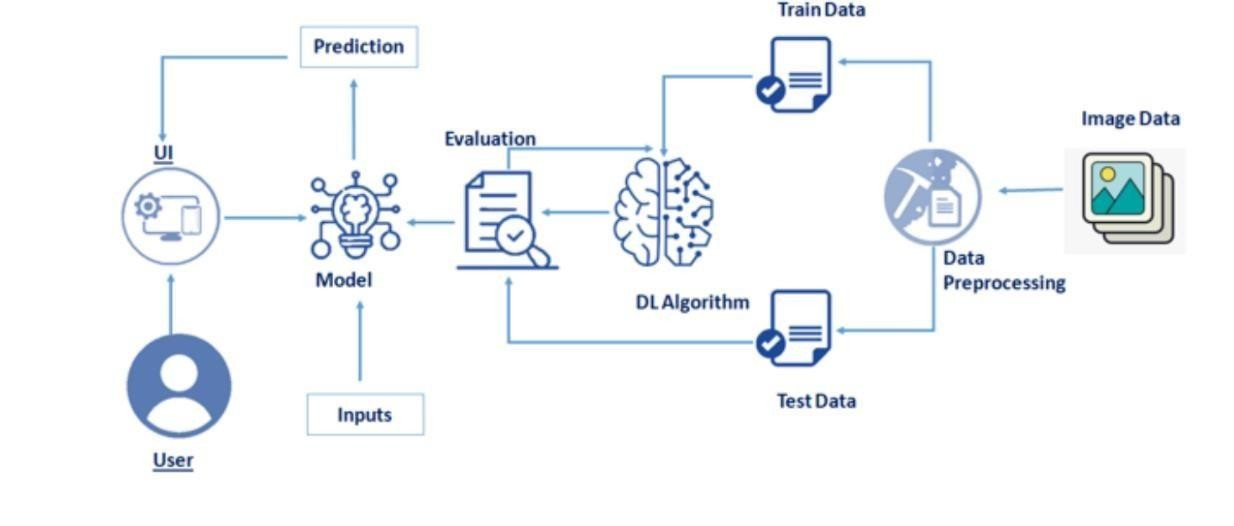 Train Data
Prediction
Image Data
Evaluation
UI
Data
Preprocessing
Model
DL Algorithm
Test Data
Inputs
User